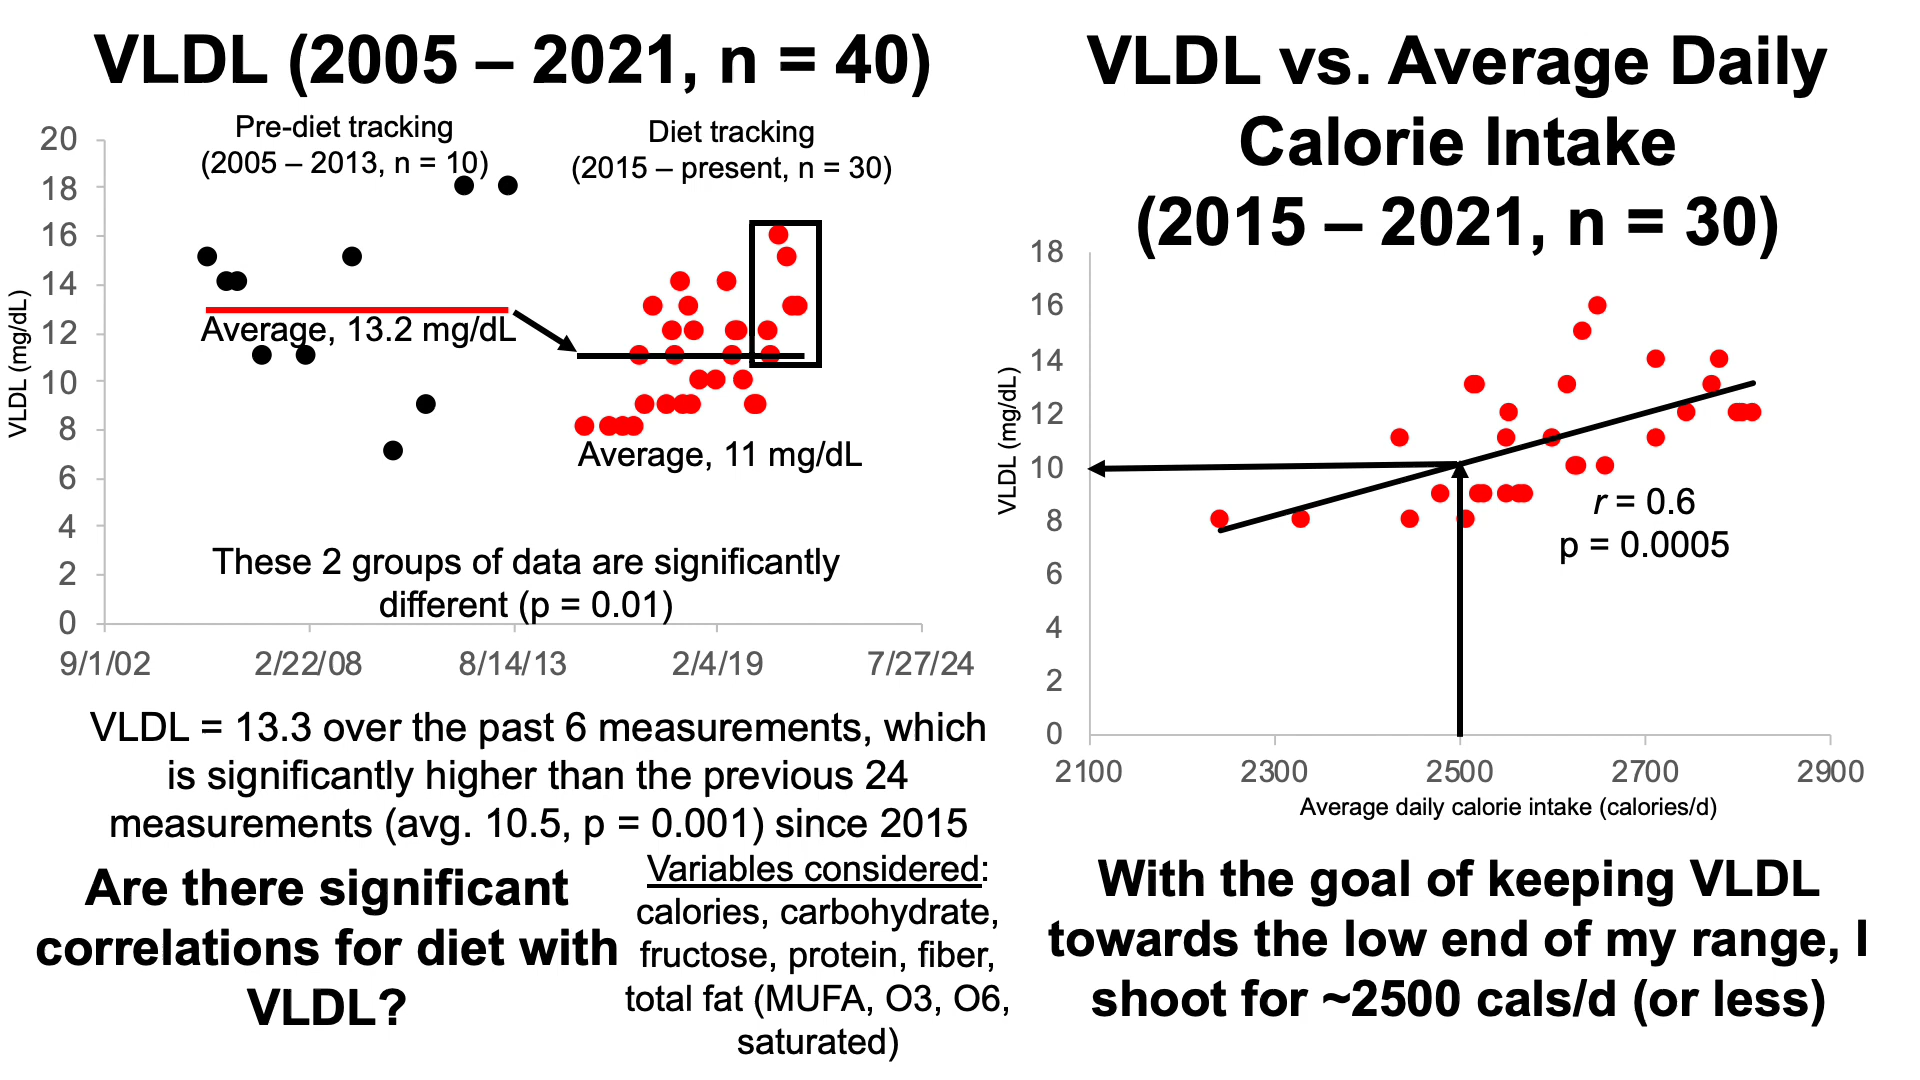 VLDL (2005 – 2021, n = 40)
Pre-diet tracking
(2005 – 2013, n = 10)
Diet tracking
(2015 – present, n = 30)
VLDL (mg/dL)
20
18
16
14
12
10
8
6
4
2
0
Average, 13.2 mg/dL
Average, 11 mg/dL
These 2 groups of data are significantly
different (p = 0.01)
9/1/02
2/22/08
8/14/13
2/4/19
7/27/24
VLDL = 13.3 over the past 6 measurements, which
is significantly higher than the previous 24
measurements (avg. 10.5, p = 0.001) since 2015
Are there significant
correlations for diet with
VLDL?
Variables considered:
calories, carbohydrate,
fructose, protein, fiber,
total fat (MUFA, O3, O6,
saturated)
VLDL vs. Average Daily
Calorie Intake
(2015 – 2021, n = 30)
VLDL (mg/dL)
18
16
14
12
10
8
6
4
2
0
r = 0.6
p = 0.0005
2100
2300
2500
2700
2900
Average daily calorie intake (calories/d)
With the goal of keeping VLDL
towards the low end of my range, I
shoot for ~2500 cals/d (or less)